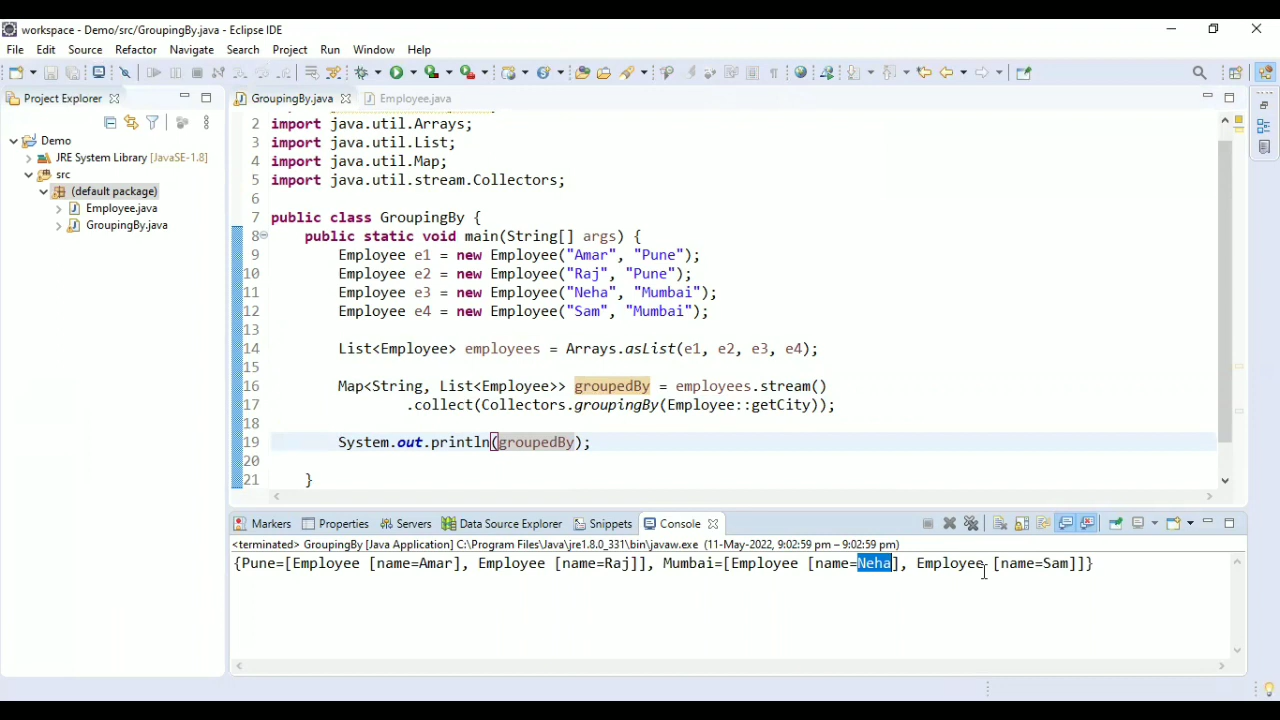 workspace - Demo/src/GroupingBy.java - Eclipse IDE
File Edit Source Refactor Navigate Search Project Run Window Help
Project Explorer
Demo
JRE System Library [JavaSE-1.8]
src
(default package)
Employee.java
GroupingBy.java
GroupingBy.java Employee.java
2 import java.util.Arrays;
3 import java.util.List;
4 import java.util.Map;
5 import java.util.stream.Collectors;
6
7 public class GroupingBy {
8 public static void main(String[] args) {
9 Employee e1 = new Employee("Amar", "Pune");
10 Employee e2 = new Employee("Raj", "Pune");
11 Employee e3 = new Employee("Neha", "Mumbai");
12 Employee e4 = new Employee("Sam", "Mumbai");
13
14 List<Employee> employees = Arrays.asList(e1, e2, e3, e4);
15
16 Map<String, List<Employee>> groupedBy = employees.stream()
17 .collect(Collectors.groupingBy(Employee::getCity));
18
19 System.out.println(groupedBy);
20
21 }
Markers Properties Servers Data Source Explorer Snippets Console
<terminated> GroupingBy [Java Application] C:\Program Files\Java\jre1.8.0_331\bin\javaw.exe (11-May-2022, 9:02:59 pm – 9:02:59 pm)
{Pune=[Employee [name=Amar], Employee [name=Raj]], Mumbai=[Employee [name=Neha], Employee [name=Sam]]}